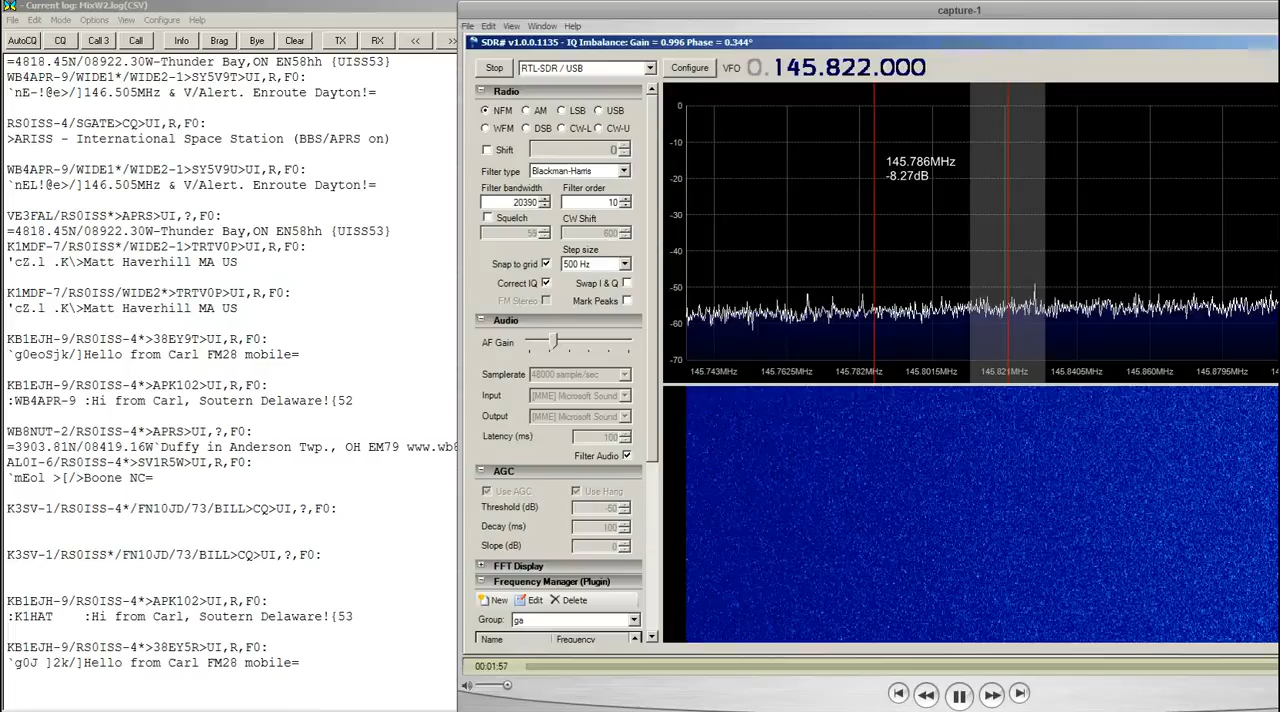 - Current log: MixW2.log(CSV)
File Edit Mode Options View Configure Help
AutoCQ CQ Call 3 Call Info Brag Bye Clear TX RX << >>
=4818.45N/08922.30W-Thunder Bay,ON EN58hh {UISS53}
WB4APR-9/WIDE1*/WIDE2-1>SY5V9T>UI,R,F0:
`nE-!@e>/]146.505MHz & V/Alert. Enroute Dayton!=
RS0ISS-4/SGATE>CQ>UI,R,F0:
>ARISS - International Space Station (BBS/APRS on)
WB4APR-9/WIDE1*/WIDE2-1>SY5V9U>UI,R,F0:
`nEL!@e>/]146.505MHz & V/Alert. Enroute Dayton!=
VE3FAL/RS0ISS*>APRS>UI,?,F0:
=4818.45N/08922.30W-Thunder Bay,ON EN58hh {UISS53}
K1MDF-7/RS0ISS*/WIDE2-1>TRTV0P>UI,R,F0:
'cZ.l .K\>Matt Haverhill MA US
K1MDF-7/RS0ISS/WIDE2*>TRTV0P>UI,R,F0:
'cZ.l .K\>Matt Haverhill MA US
KB1EJH-9/RS0ISS-4*>38EY9T>UI,R,F0:
`g0eoSjk/]Hello from Carl FM28 mobile=
KB1EJH-9/RS0ISS-4*>APK102>UI,R,F0:
:WB4APR-9 :Hi from Carl, Soutern Delaware!{52
WB8NUT-2/RS0ISS-4*>APRS>UI,?,F0:
=3903.81N/08419.16W`Duffy in Anderson Twp., OH EM79 www.wb8
AL0I-6/RS0ISS-4*>SV1R5W>UI,R,F0:
`mEol >[/>Boone NC=
K3SV-1/RS0ISS-4*/FN10JD/73/BILL>CQ>UI,?,F0:
K3SV-1/RS0ISS*/FN10JD/73/BILL>CQ>UI,?,F0:
KB1EJH-9/RS0ISS-4*>APK102>UI,R,F0:
:K1HAT    :Hi from Carl, Soutern Delaware!{53
KB1EJH-9/RS0ISS-4*>38EY5R>UI,R,F0:
`g0J ]2k/]Hello from Carl FM28 mobile=
capture-1
File Edit View Window Help
SDR# v1.0.0.1135 - IQ Imbalance: Gain = 0.996 Phase = 0.344°
Stop RTL-SDR / USB Configure VFO 0.145.822.000
Radio
NFM AM LSB USB
WFM DSB CW-L CW-U
Shift 0
Filter type Blackman-Harris
Filter bandwidth Filter order
20390 10
Squelch CW Shift
55 600
Step size
Snap to grid 500 Hz
Correct IQ Swap I & Q
FM Stereo Mark Peaks
Audio
AF Gain
Samplerate 48000 sample/sec
Input [MME] Microsoft Sound
Output [MME] Microsoft Sound
Latency (ms) 100
Filter Audio
AGC
Use AGC Use Hang
Threshold (dB) -50
Decay (ms) 100
Slope (dB) 0
FFT Display
Frequency Manager (Plugin)
New Edit Delete
Group: ga
Name Frequency
0
-10
-20
-30
-40
-50
-60
-70
145.786MHz
-8.27dB
145.743MHz 145.7625MHz 145.782MHz 145.8015MHz 145.821MHz 145.8405MHz 145.860MHz 145.8795MHz 1
00:01:57